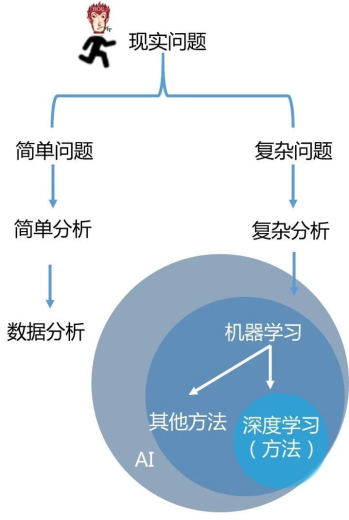 现实问题
简单问题
复杂问题
简单分析
复杂分析
数据分析
机器学习
其他方法
深度学习
（方法）
AI